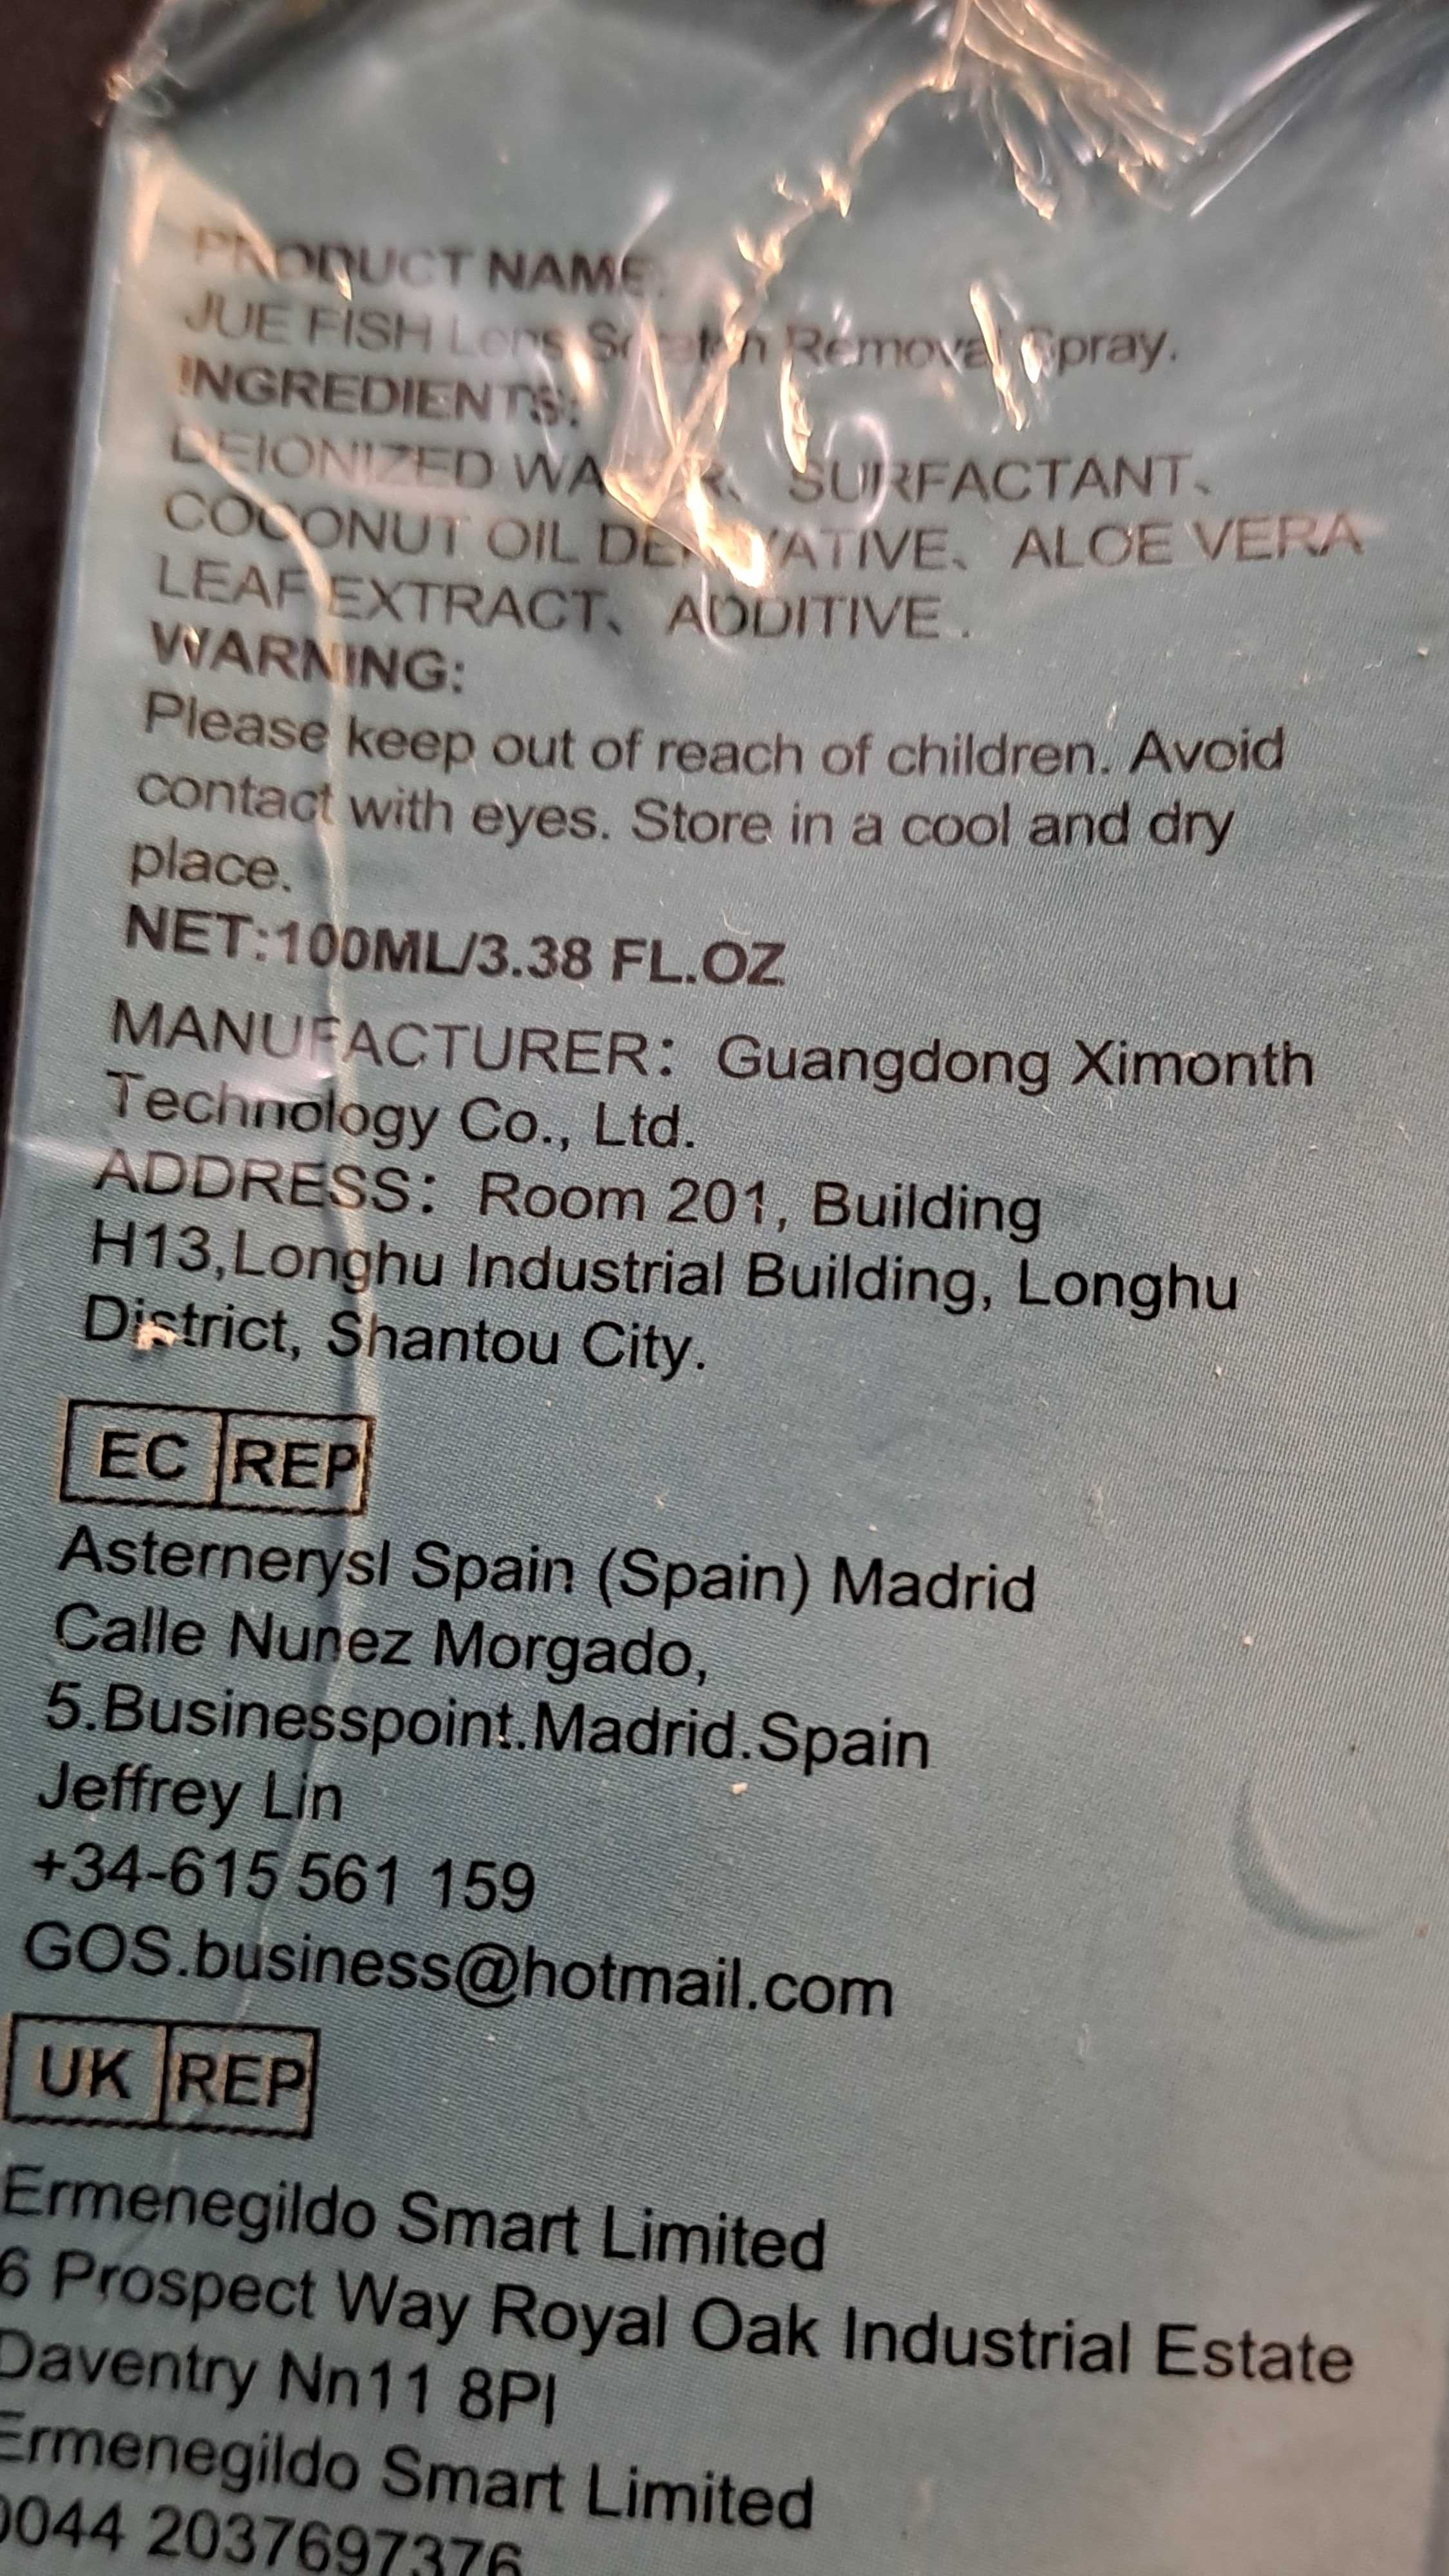 PRODUCT NAME:
JUE FISH Lens Scratch Removal Spray.
INGREDIENTS:
DEIONIZED WATER、 SURFACTANT、
COCONUT OIL DERIVATIVE、 ALOE VERA
LEAF EXTRACT、 ADDITIVE .
WARNING:
Please keep out of reach of children. Avoid
contact with eyes. Store in a cool and dry
place.
NET:100ML/3.38 FL.OZ
MANUFACTURER： Guangdong Ximonth
Technology Co., Ltd.
ADDRESS： Room 201, Building
H13,Longhu Industrial Building, Longhu
District, Shantou City.
EC REP
Asternerysl Spain (Spain) Madrid
Calle Nunez Morgado,
5.Businesspoint.Madrid.Spain
Jeffrey Lin
+34-615 561 159
GOS.business@hotmail.com
UK REP
Ermenegildo Smart Limited
6 Prospect Way Royal Oak Industrial Estate
Daventry Nn11 8Pl
Ermenegildo Smart Limited
0044 2037697376